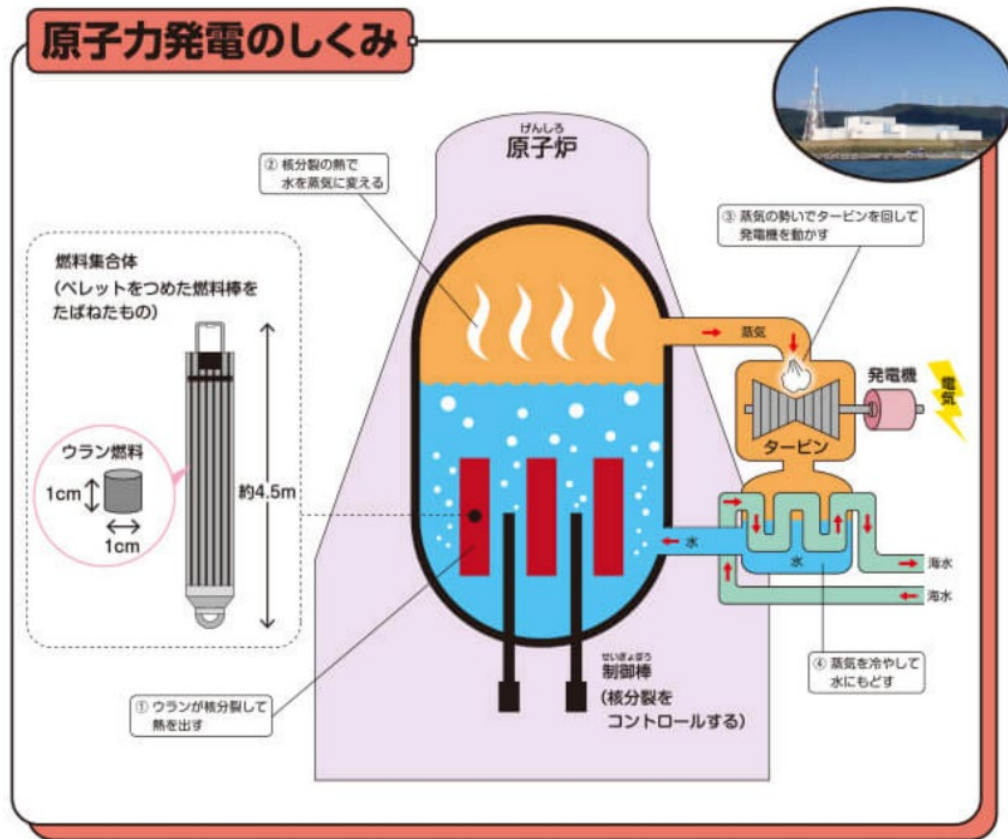 原子力発電のしくみ
げんしろ
原子炉
② 核分裂の熱で
水を蒸気に変える
③ 蒸気の勢いでタービンを回して
発電機を動かす
燃料集合体
(ペレットをつめた燃料棒を
たばねたもの)
ウラン燃料
1cm
1cm
約4.5m
蒸気
発電機
電気
タービン
水
水
海水
海水
④ 蒸気を冷やして
水にもどす
せいぎょぼう
制御棒
(核分裂を
コントロールする)
① ウランが核分裂して
熱を出す